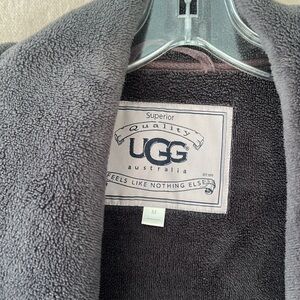 Superior
Quality
UGG
australia
FEELS LIKE NOTHING ELSE
M